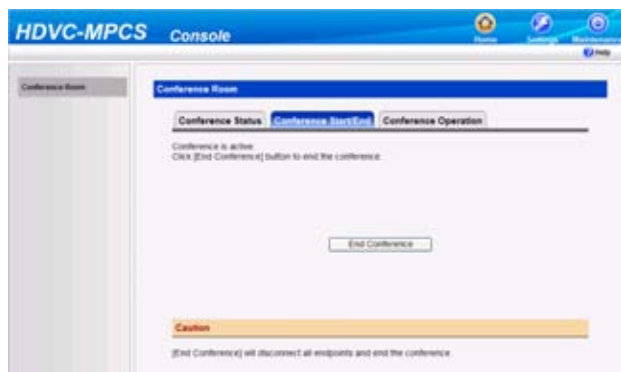 HDVC-MPCS Console
Home Settings Maintenance
Help
Conference Room
Conference Room
Conference Status Conference Start/End Conference Operation
Conference is active.
Click [End Conference] button to end the conference.
End Conference
Caution
[End Conference] will disconnect all endpoints and end the conference.